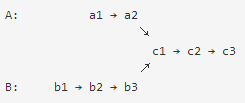 A: a1 → a2
↘
c1 → c2 → c3
↗
B: b1 → b2 → b3